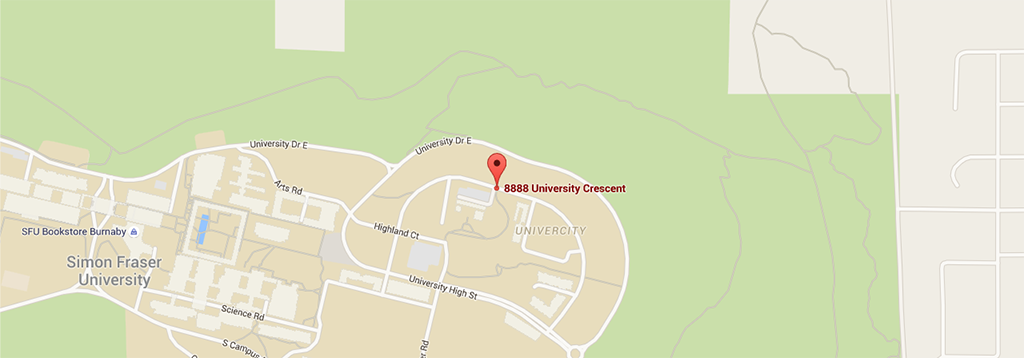 University Dr E
University Dr E
8888 University Crescent
Arts Rd
UNIVERCITY
SFU Bookstore Burnaby
Highland Ct
Simon Fraser
University
University High St
Science Rd
S Campus